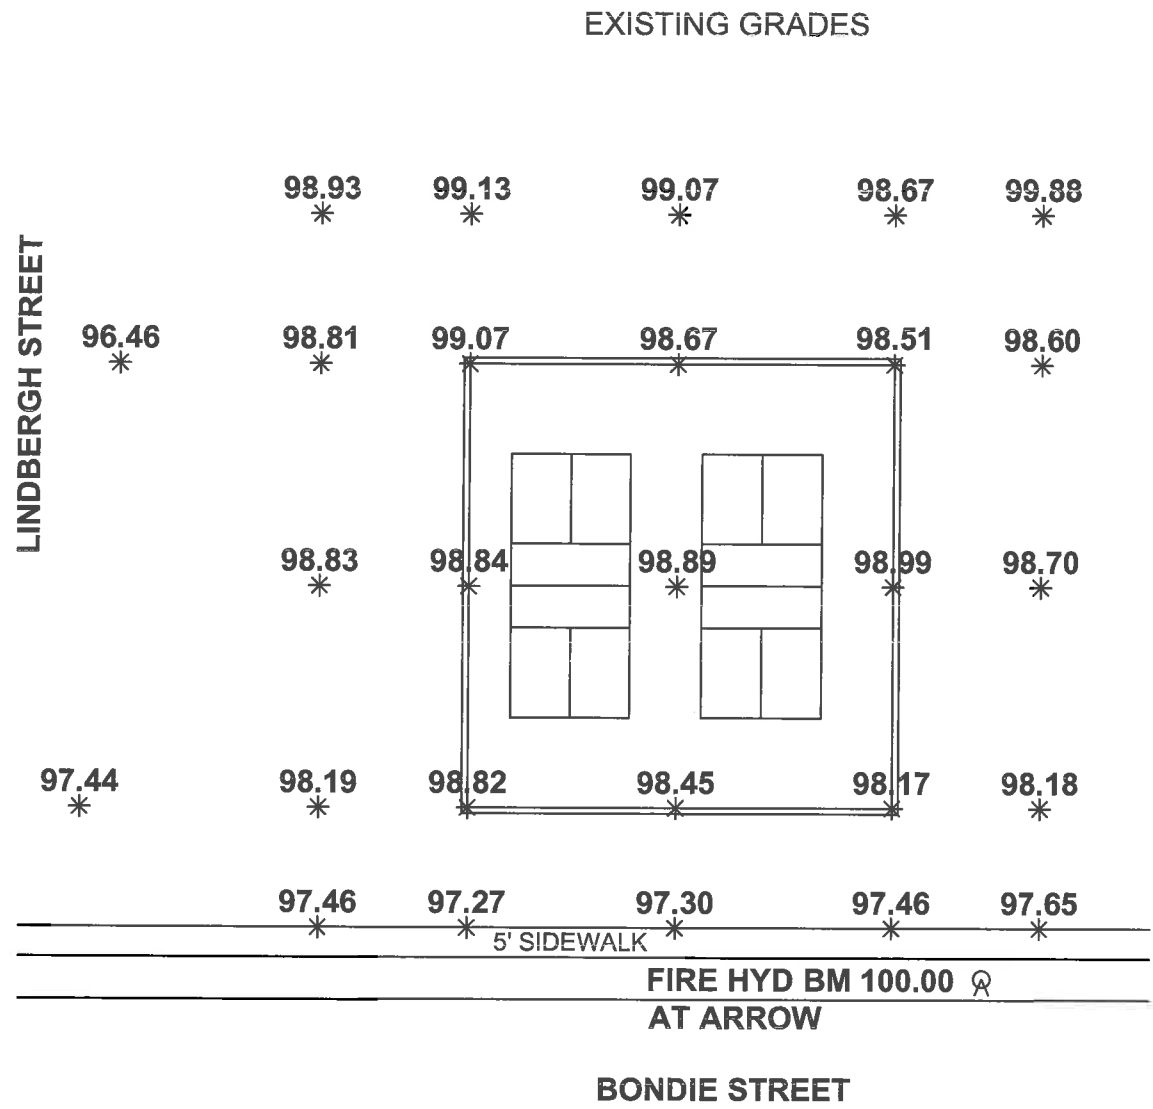 EXISTING GRADES
98.93 99.13 99.07 98.67 99.88
LINDBERGH STREET
96.46 98.81 99.07 98.67 98.51 98.60
98.83 98.84 98.89 98.99 98.70
97.44 98.19 98.82 98.45 98.17 98.18
97.46 97.27 97.30 97.46 97.65
5' SIDEWALK
FIRE HYD BM 100.00
AT ARROW
BONDIE STREET